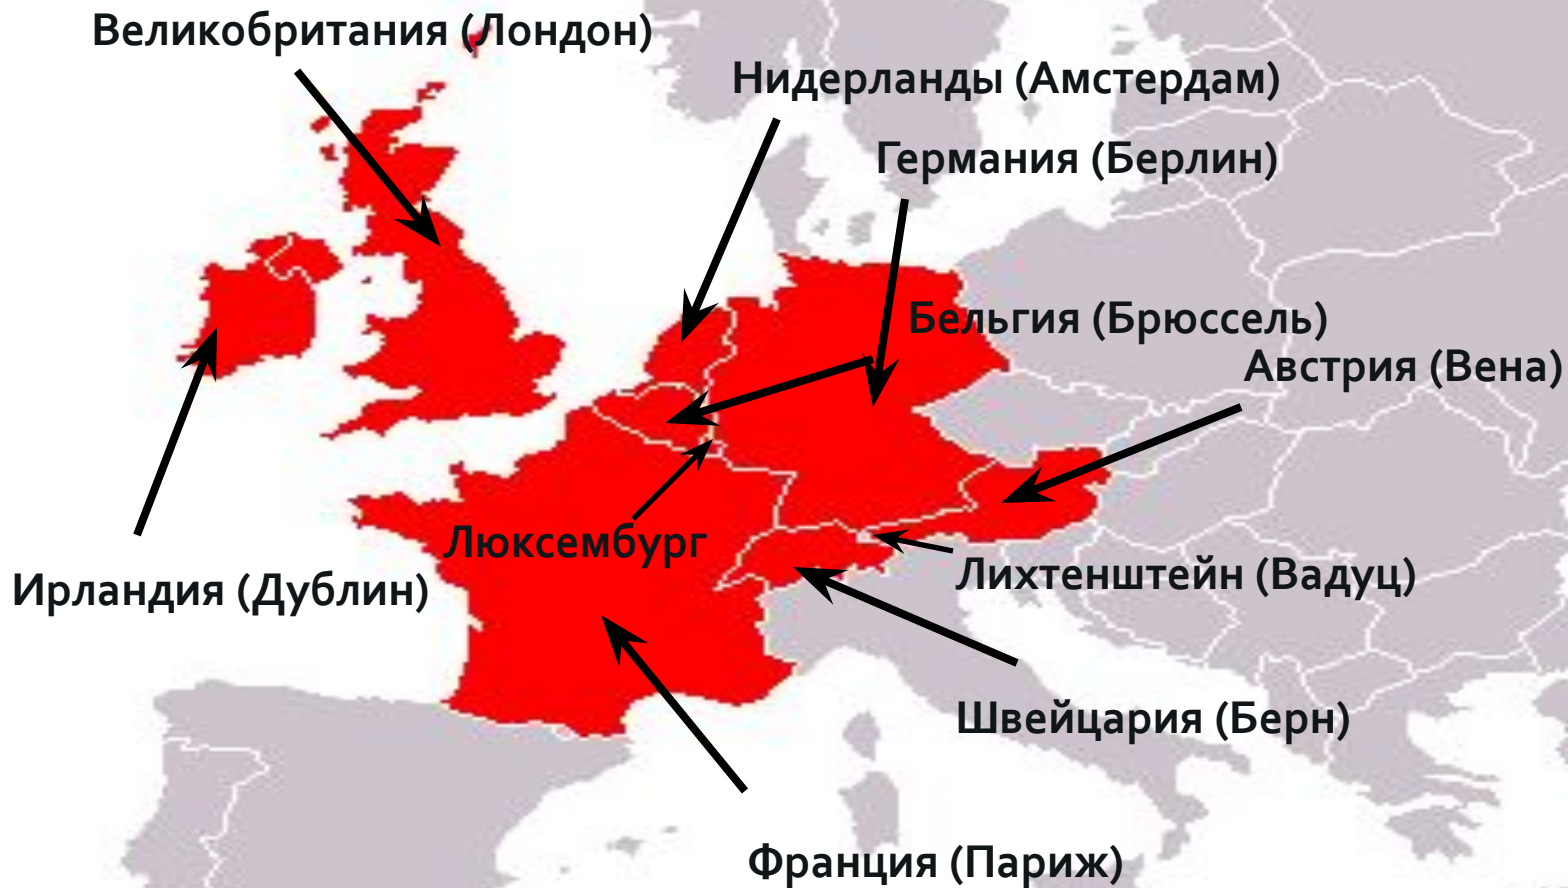 Великобритания (Лондон)
Нидерланды (Амстердам)
Германия (Берлин)
Бельгия (Брюссель)
Австрия (Вена)
Люксембург
Лихтенштейн (Вадуц)
Ирландия (Дублин)
Швейцария (Берн)
Франция (Париж)